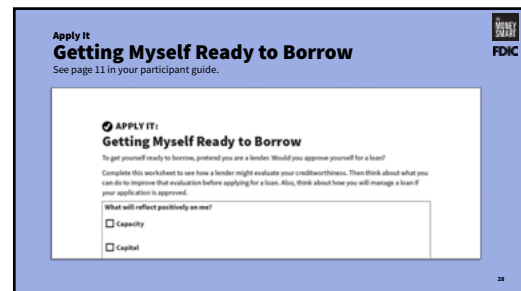 Apply It
Getting Myself Ready to Borrow
See page 11 in your participant guide.
MONEY
SMART
FDIC
APPLY IT:
Getting Myself Ready to Borrow
To get yourself ready to borrow, pretend you are a lender. Would you approve yourself for a loan?
Complete this worksheet to see how a lender might evaluate your creditworthiness. Then think about what you
can do to improve that evaluation before applying for a loan. Also, think about how you will manage a loan if
your application is approved.
What will reflect positively on me?
Capacity
Capital
28